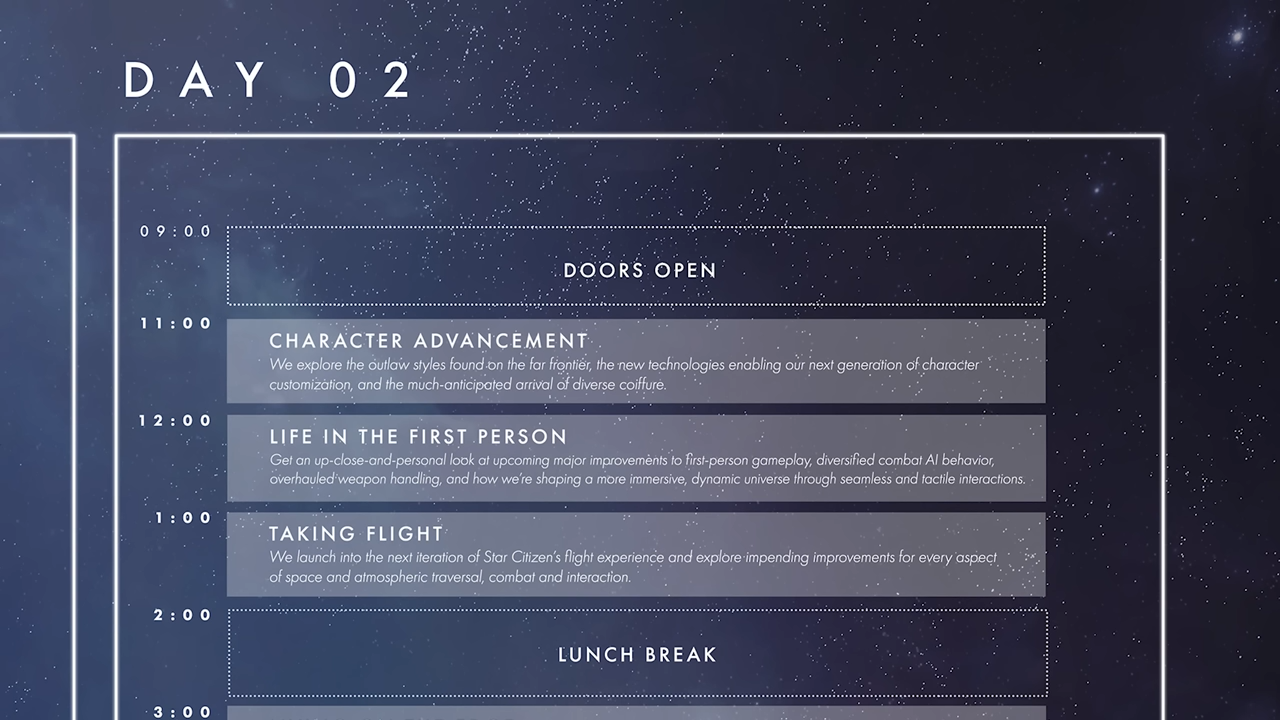 DAY 02
09:00
DOORS OPEN
11:00
CHARACTER ADVANCEMENT
We explore the outlaw styles found on the far frontier, the new technologies enabling our next generation of character
customization, and the much-anticipated arrival of diverse coiffure.
12:00
LIFE IN THE FIRST PERSON
Get an up-close-and-personal look at upcoming major improvements to first-person gameplay, diversified combat AI behavior,
overhauled weapon handling, and how we're shaping a more immersive, dynamic universe through seamless and tactile interactions.
1:00
TAKING FLIGHT
We launch into the next iteration of Star Citizen's flight experience and explore impending improvements for every aspect
of space and atmospheric traversal, combat and interaction.
2:00
LUNCH BREAK
3:00